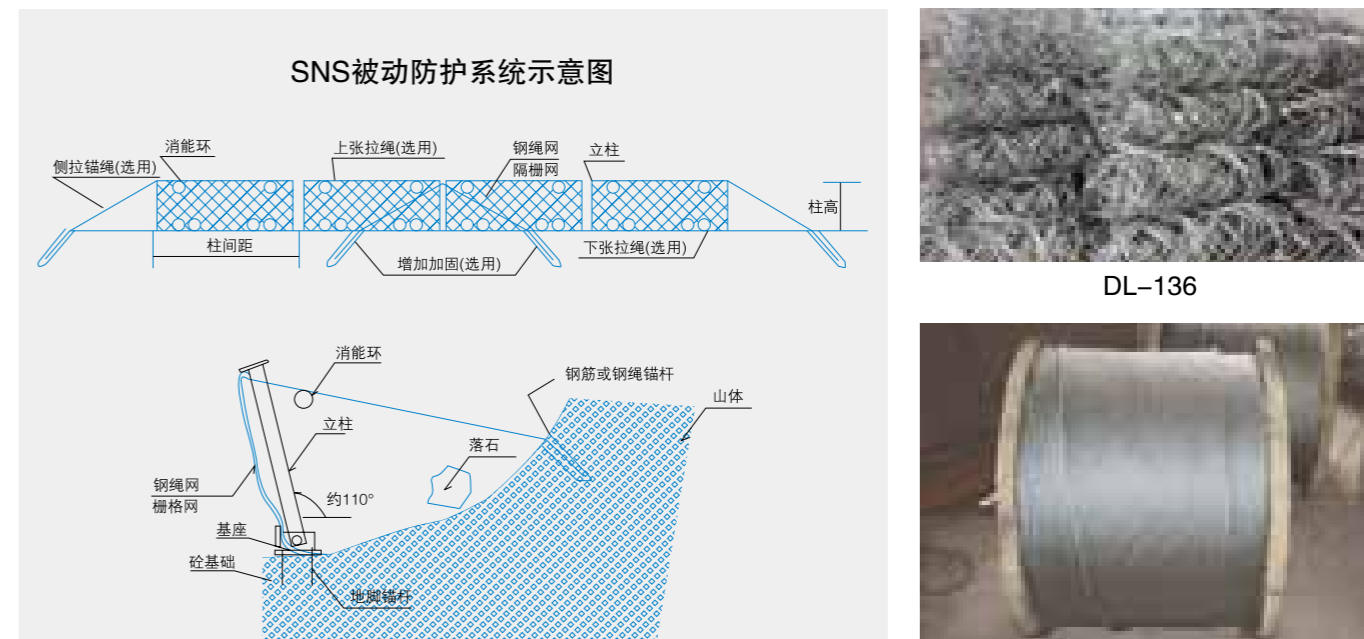 SNS被动防护系统示意图
消能环
上张拉绳(选用)
钢绳网
隔栅网
立柱
侧拉锚绳(选用)
柱高
柱间距
增加加固(选用)
下张拉绳(选用)
DL–136
消能环
钢筋或钢绳锚杆
山体
立柱
落石
钢绳网
栅格网
约110°
基座
砼基础
地脚锚杆